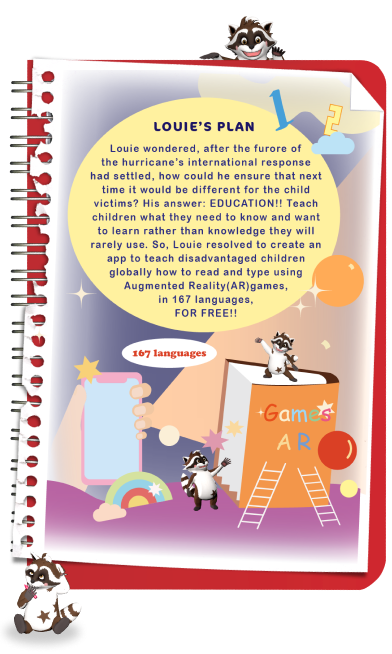 1
2
LOUIE'S PLAN
Louie wondered, after the furore of
the hurricane's international response
had settled, how could he ensure that next
time it would be different for the child
victims? His answer: EDUCATION!! Teach
children what they need to know and want
to learn rather than knowledge they will
rarely use. So, Louie resolved to create an
app to teach disadvantaged children
globally how to read and type using
Augmented Reality(AR)games,
in 167 languages,
FOR FREE!!
167 languages
Games
AR